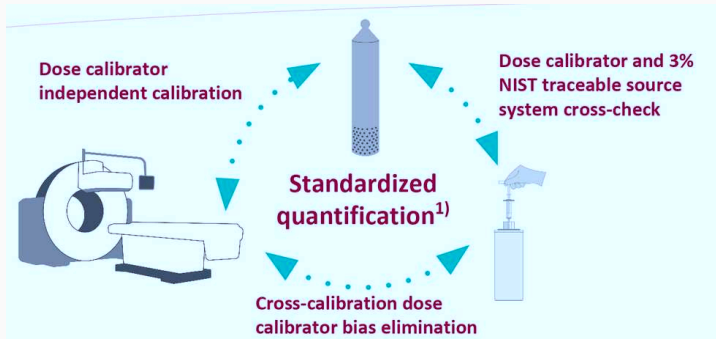 Dose calibrator
independent calibration
Dose calibrator and 3%
NIST traceable source
system cross-check
Standardized
quantification1)
Cross-calibration dose
calibrator bias elimination